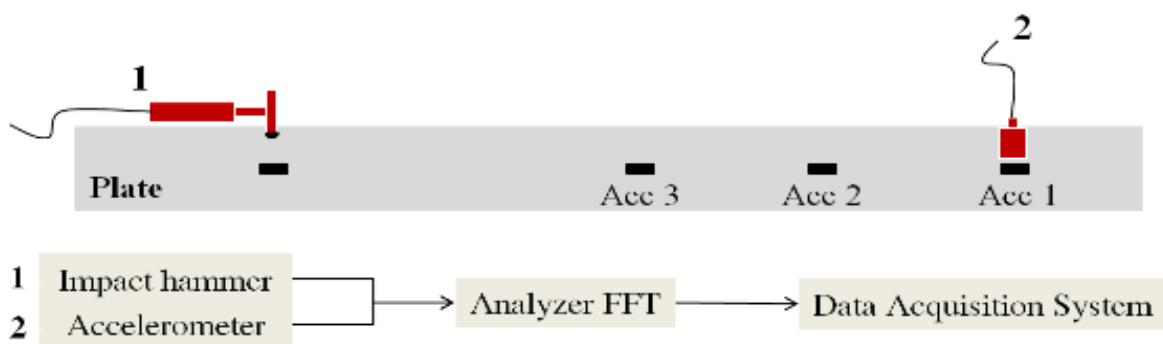 2
1
Plate
Acc 3
Acc 2
Acc 1
1 Impact hammer
2 Accelerometer
Analyzer FFT
Data Acquisition System